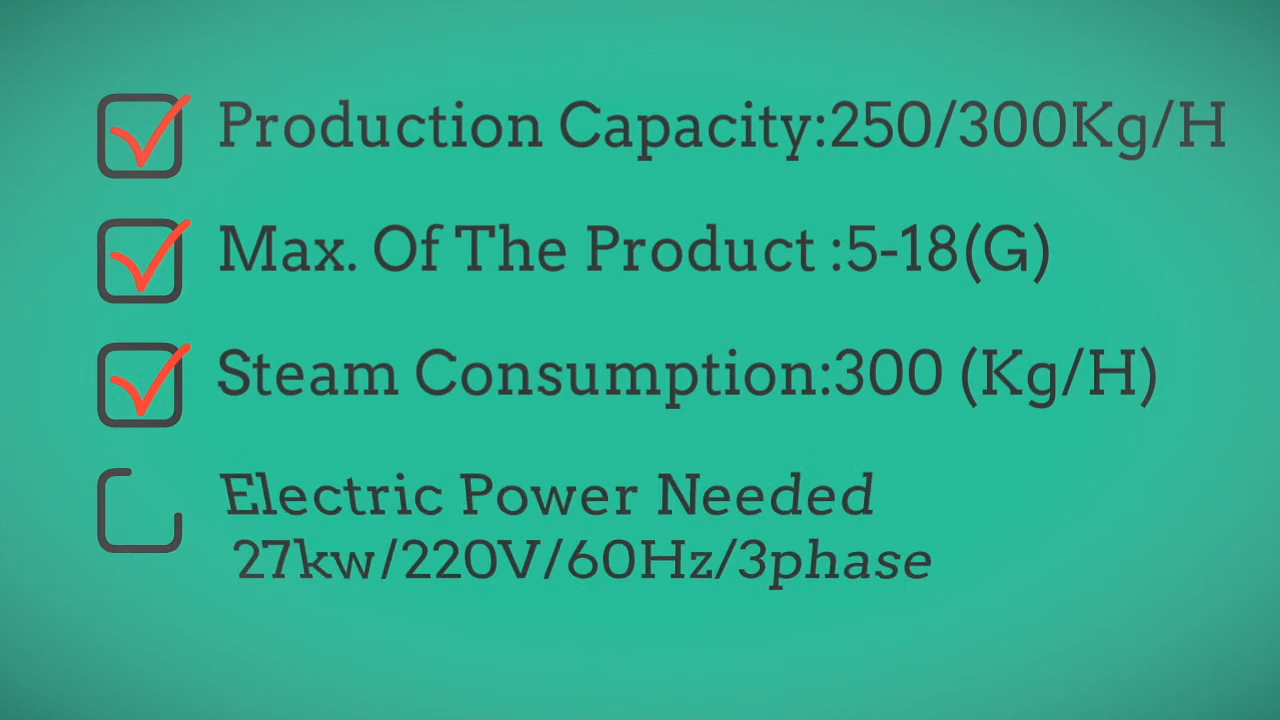 Production Capacity:250/300Kg/H
Max. Of The Product :5-18(G)
Steam Consumption:300 (Kg/H)
Electric Power Needed
27kw/220V/60Hz/3phase